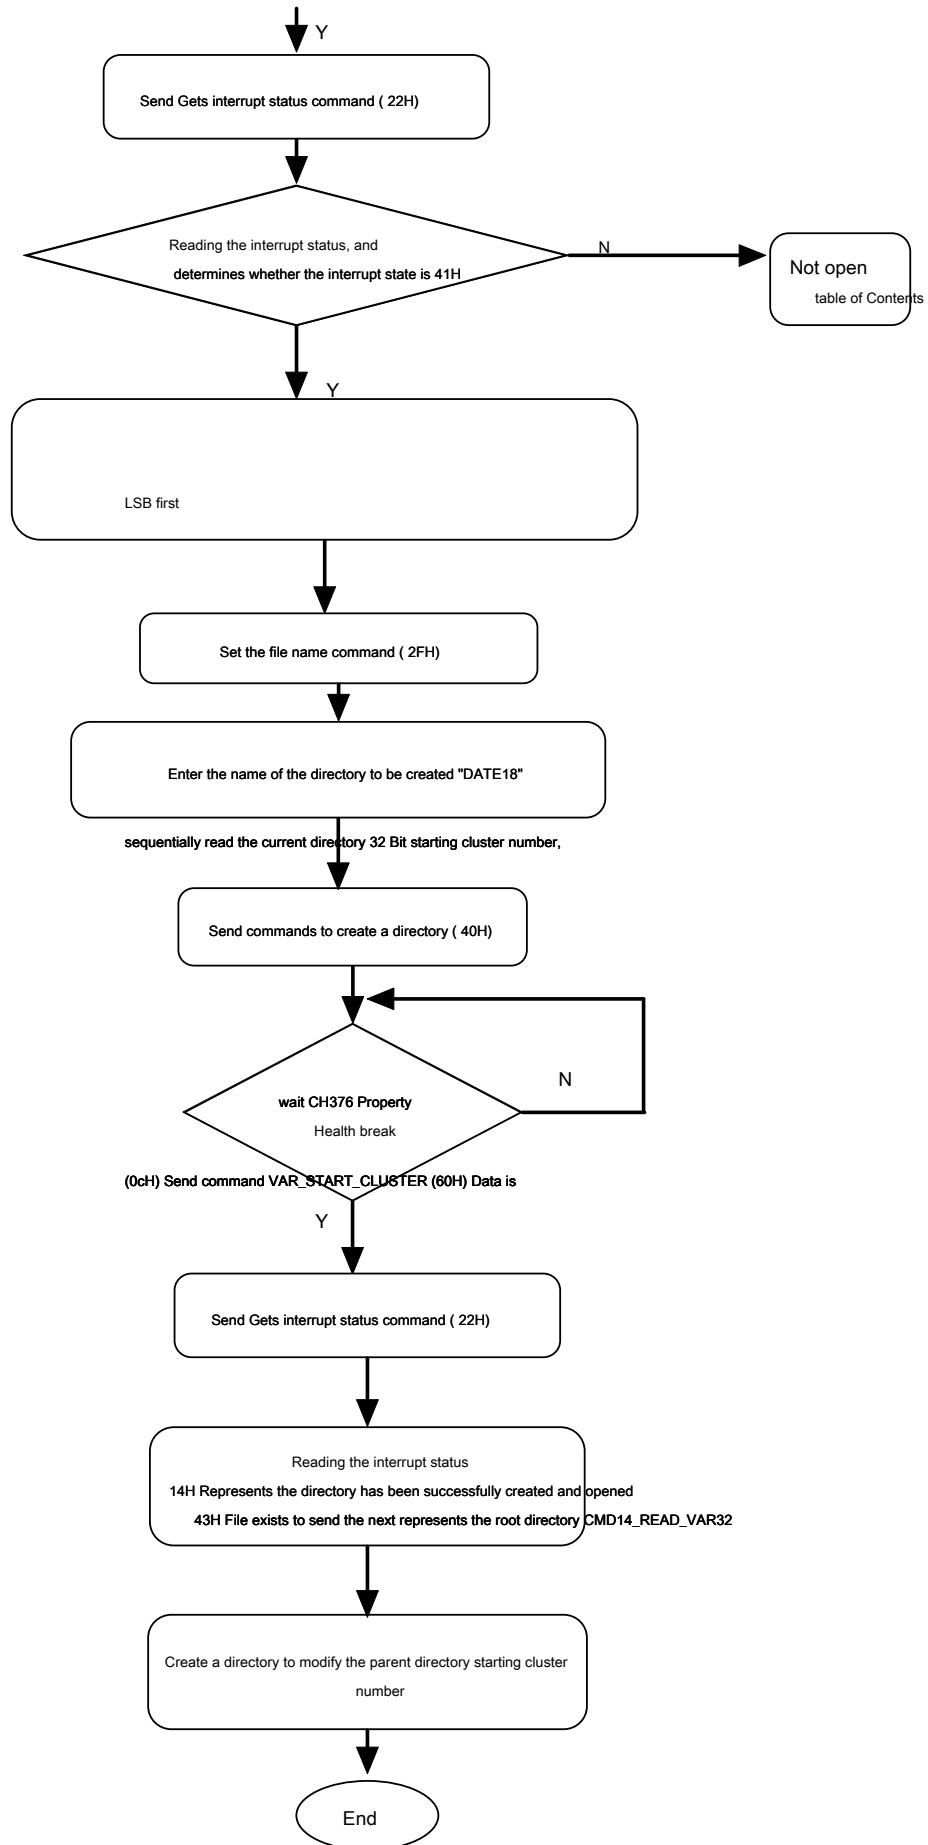 Y
Send Gets interrupt status command ( 22H)
Reading the interrupt status, and
determines whether the interrupt state is 41H
N
Not open
table of Contents
Y
LSB first
Set the file name command ( 2FH)
Enter the name of the directory to be created "DATE18"
sequentially read the current directory 32 Bit starting cluster number,
Send commands to create a directory ( 40H)
N
wait CH376 Property
Health break
(0cH) Send command VAR_START_CLUSTER (60H) Data is
Y
Send Gets interrupt status command ( 22H)
Reading the interrupt status
14H Represents the directory has been successfully created and opened
43H File exists to send the next represents the root directory CMD14_READ_VAR32
Create a directory to modify the parent directory starting cluster
number
End